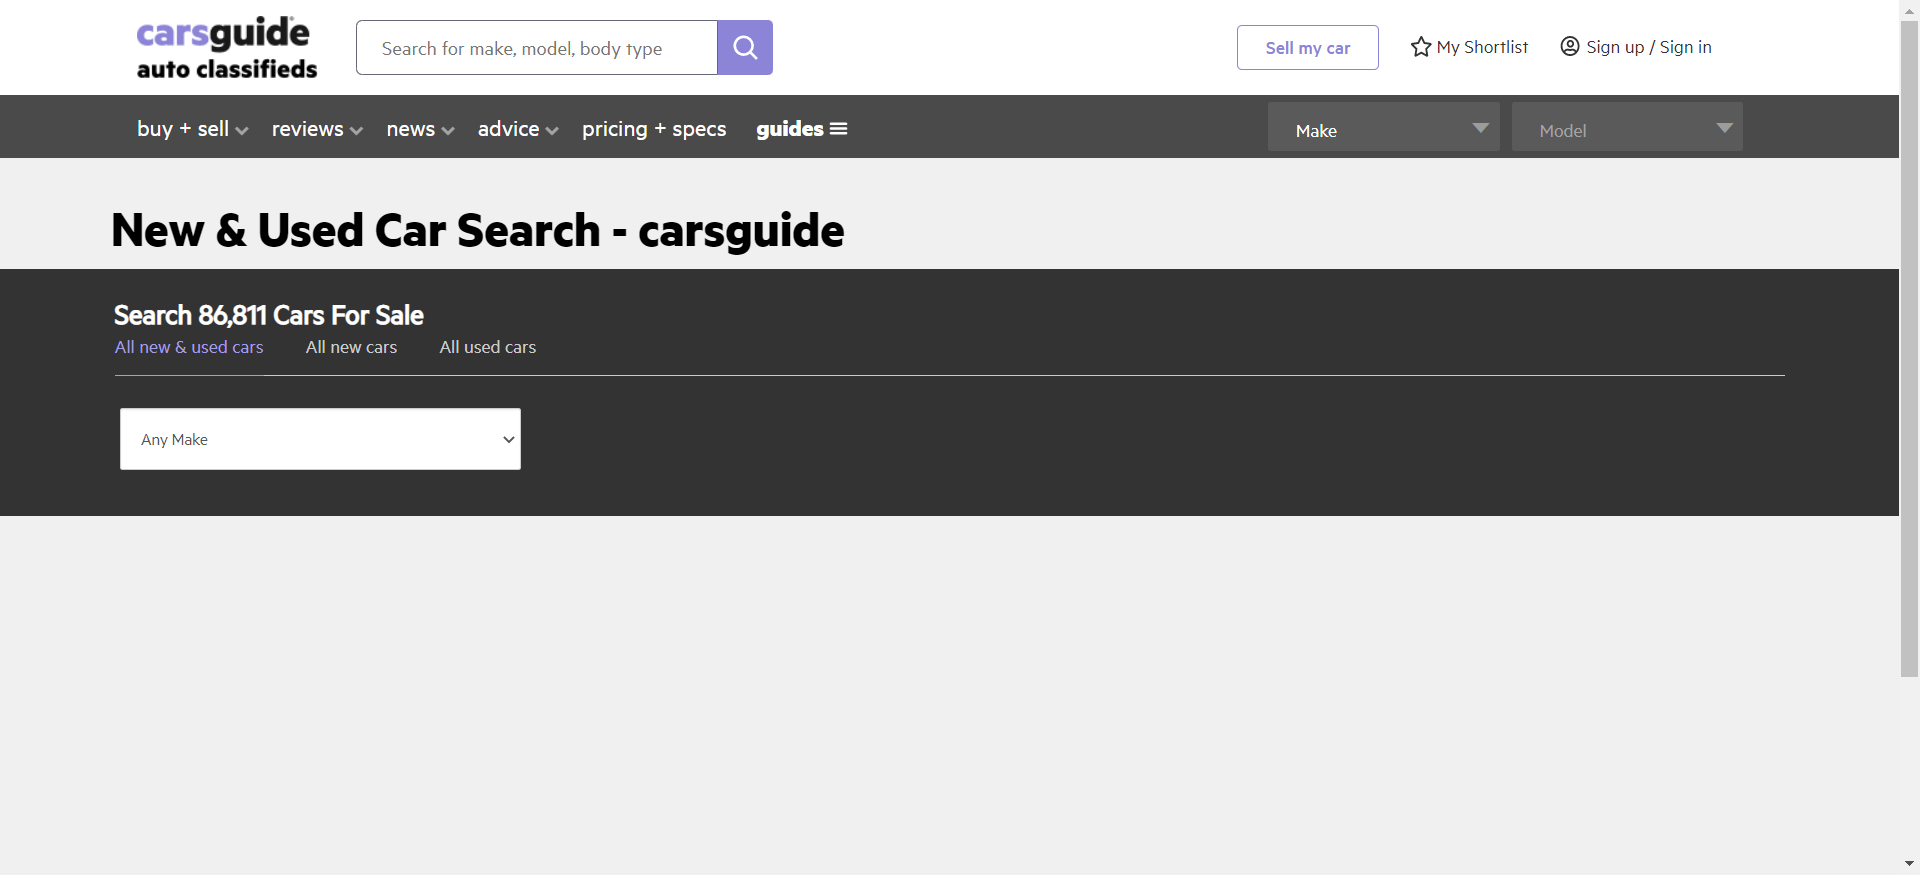 carsguide
auto classifieds
Search for make, model, body type
Sell my car
My Shortlist
Sign up / Sign in
buy + sell
reviews
news
advice
pricing + specs
guides
Make
Model
New & Used Car Search - carsguide
Search 86,811 Cars For Sale
All new & used cars
All new cars
All used cars
Any Make